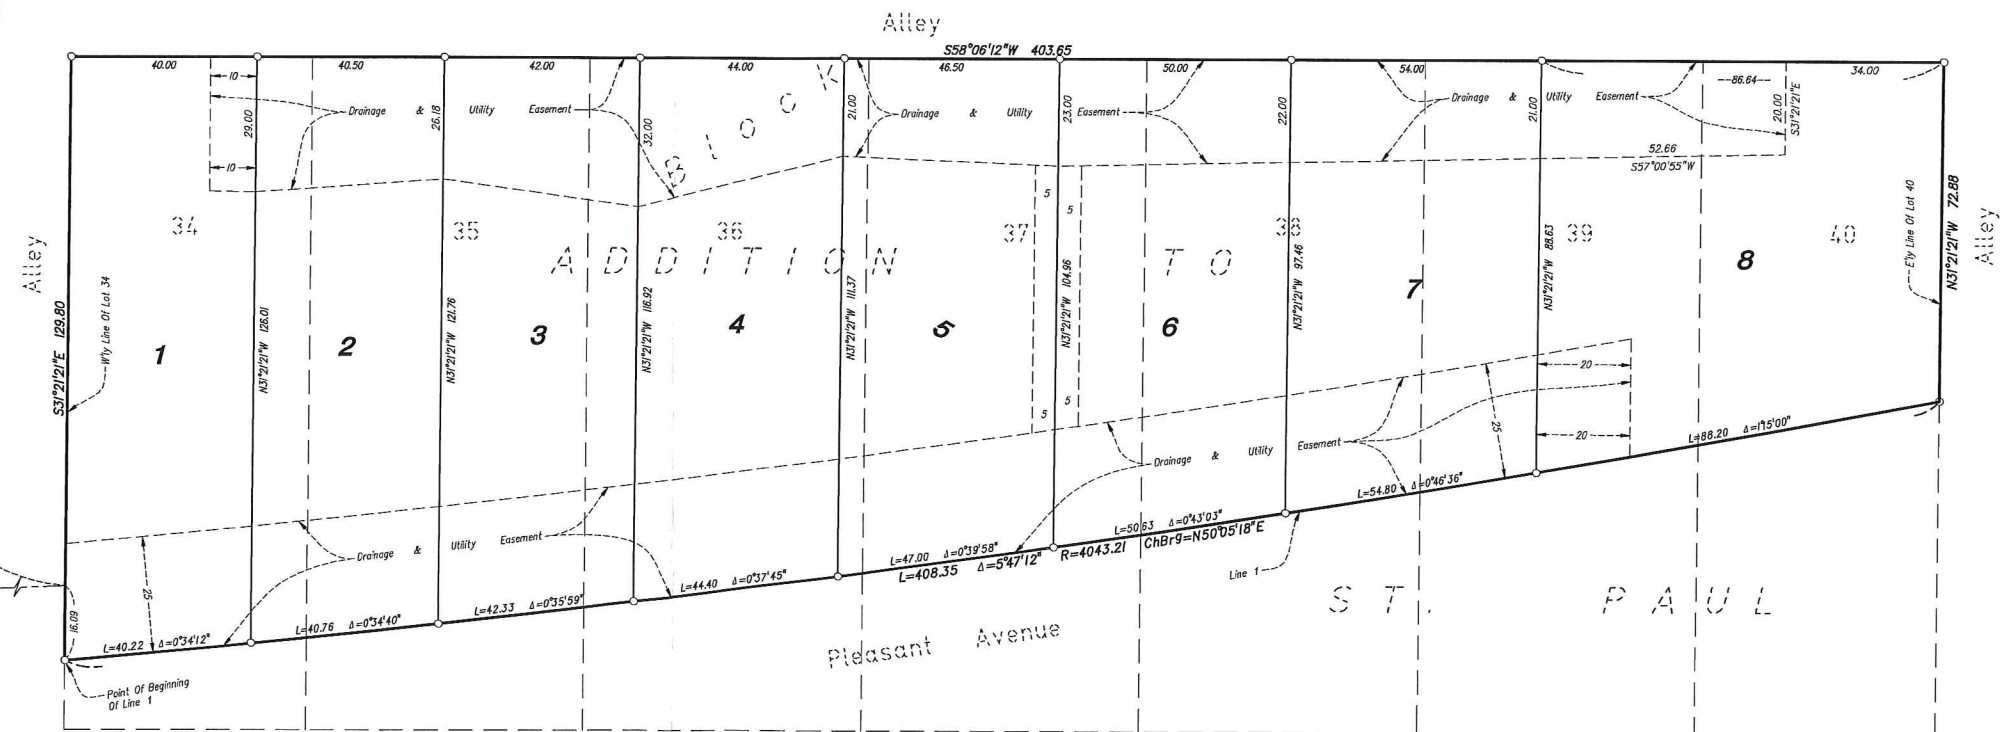 Alley
S58°06'12"W 403.65
40.00
40.50
42.00
44.00
46.50
50.00
54.00
86.64
34.00
10
10
29.00
26.18
32.00
21.00
23.00
22.00
21.00
20.00
S31°21'21"E
Drainage & Utility Easement
Drainage & Utility Easement
Drainage & Utility Easement
52.66
S57°00'55"W
BLOCK
34
35
36
37
38
39
40
ADDITION TO
Alley
S31°21'21"E 129.80
W'ly Line Of Lot 34
N31°21'21"W 126.01
N31°21'21"W 121.76
N31°21'21"W 116.92
N31°21'21"W 111.37
N31°21'21"W 104.96
N31°21'21"W 97.46
N31°21'21"W 88.63
E'ly Line Of Lot 40
N31°21'21"W 72.88
Alley
1
2
3
4
5
6
7
8
5
5
5
5
20
20
25
Drainage & Utility Easement
Drainage & Utility Easement
25
16.09
L=40.22 Δ=0°34'12"
L=40.76 Δ=0°34'40"
L=42.33 Δ=0°35'59"
L=44.40 Δ=0°37'45"
L=47.00 Δ=0°39'58"
L=50.63 Δ=0°43'03"
L=54.80 Δ=0°46'36"
L=88.20 Δ=1°15'00"
L=408.35 Δ=5°47'12" R=4043.21 ChBrg=N50°05'18"E
Line 1
ST. PAUL
Pleasant Avenue
Point Of Beginning
Of Line 1